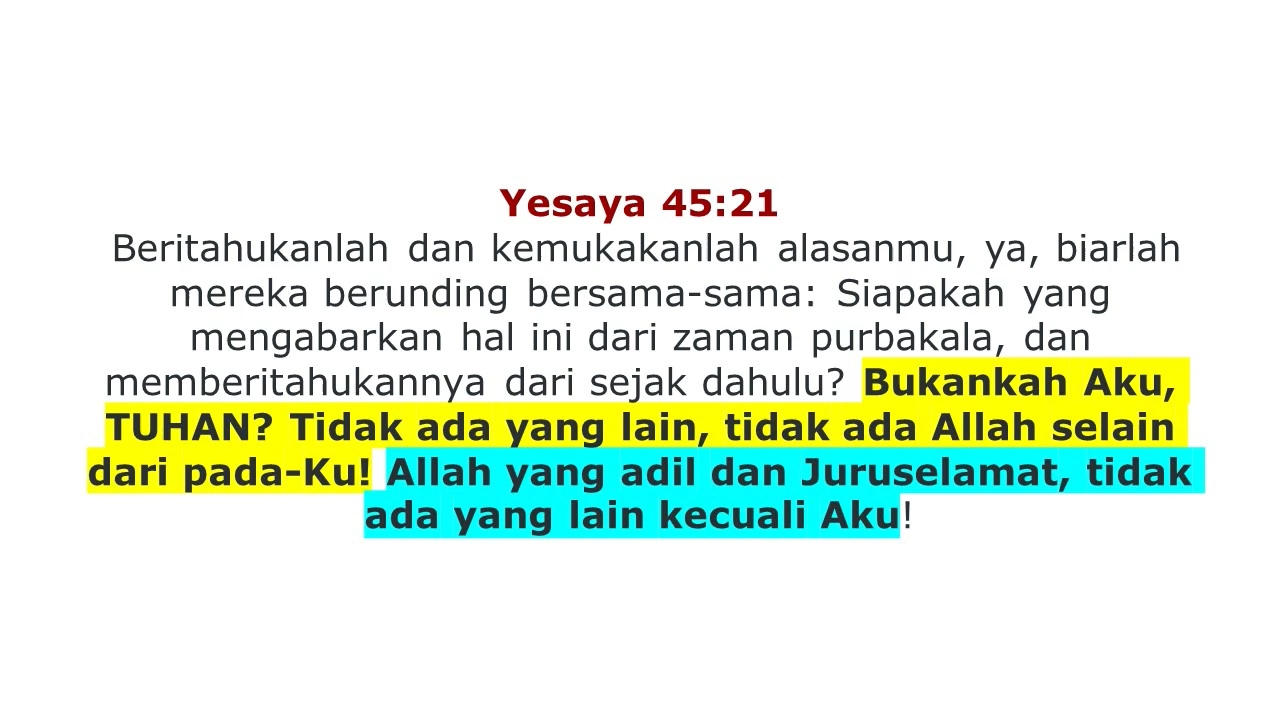 Yesaya 45:21
Beritahukanlah dan kemukakanlah alasanmu, ya, biarlah
mereka berunding bersama-sama: Siapakah yang
mengabarkan hal ini dari zaman purbakala, dan
memberitahukannya dari sejak dahulu? Bukankah Aku,
TUHAN? Tidak ada yang lain, tidak ada Allah selain
dari pada-Ku! Allah yang adil dan Juruselamat, tidak
ada yang lain kecuali Aku!